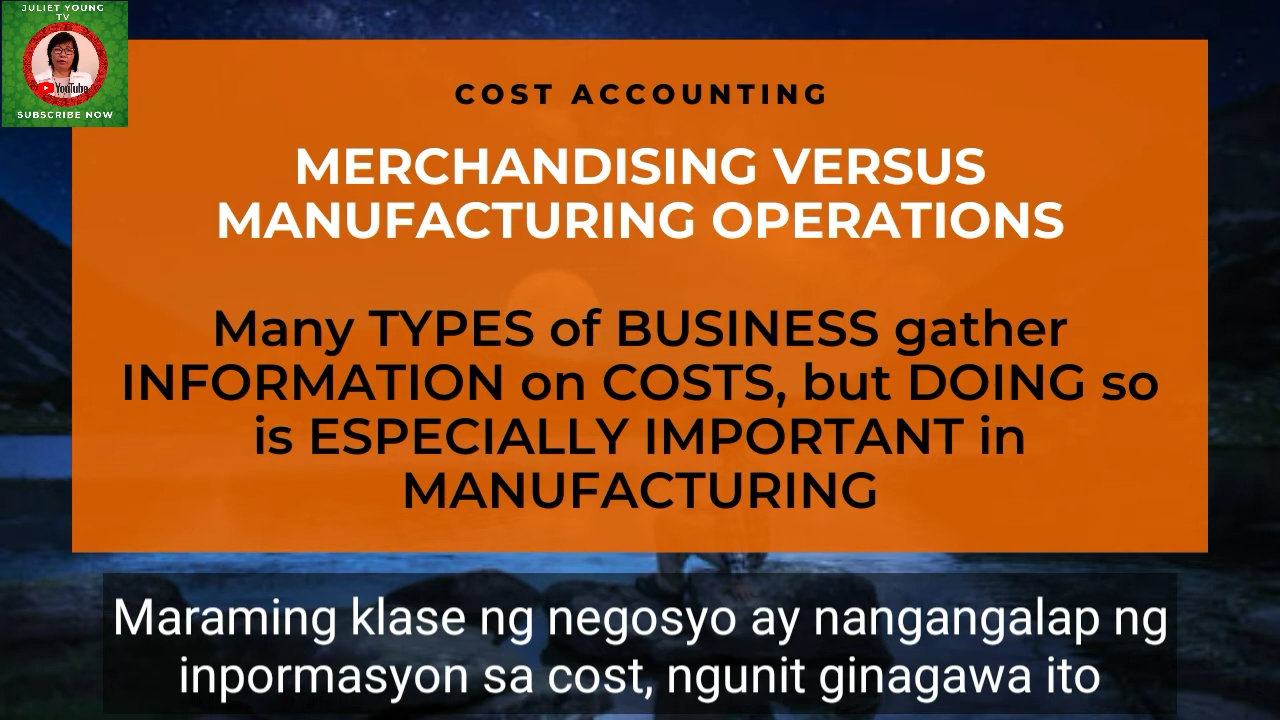 JULIET YOUNG
TV
YouTube
SUBSCRIBE NOW
COST ACCOUNTING
MERCHANDISING VERSUS
MANUFACTURING OPERATIONS
Many TYPES of BUSINESS gather
INFORMATION on COSTS, but DOING so
is ESPECIALLY IMPORTANT in
MANUFACTURING
Maraming klase ng negosyo ay nangangalap ng
inpormasyon sa cost, ngunit ginagawa ito